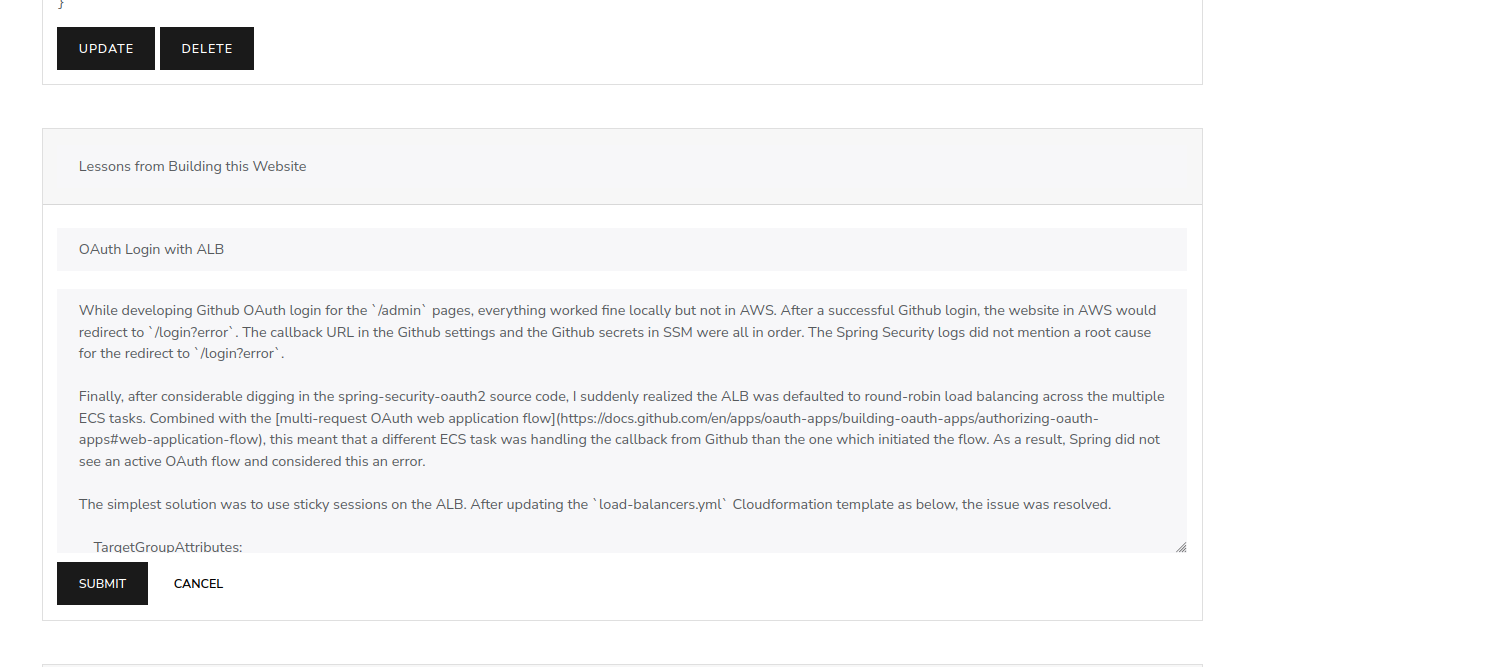 }
UPDATE DELETE
Lessons from Building this Website
OAuth Login with ALB
While developing Github OAuth login for the `/admin` pages, everything worked fine locally but not in AWS. After a successful Github login, the website in AWS would
redirect to `/login?error`. The callback URL in the Github settings and the Github secrets in SSM were all in order. The Spring Security logs did not mention a root cause
for the redirect to `/login?error`.
Finally, after considerable digging in the spring-security-oauth2 source code, I suddenly realized the ALB was defaulted to round-robin load balancing across the multiple
ECS tasks. Combined with the [multi-request OAuth web application flow](https://docs.github.com/en/apps/oauth-apps/building-oauth-apps/authorizing-oauth-
apps#web-application-flow), this meant that a different ECS task was handling the callback from Github than the one which initiated the flow. As a result, Spring did not
see an active OAuth flow and considered this an error.
The simplest solution was to use sticky sessions on the ALB. After updating the `load-balancers.yml` Cloudformation template as below, the issue was resolved.
TargetGroupAttributes:
SUBMIT CANCEL